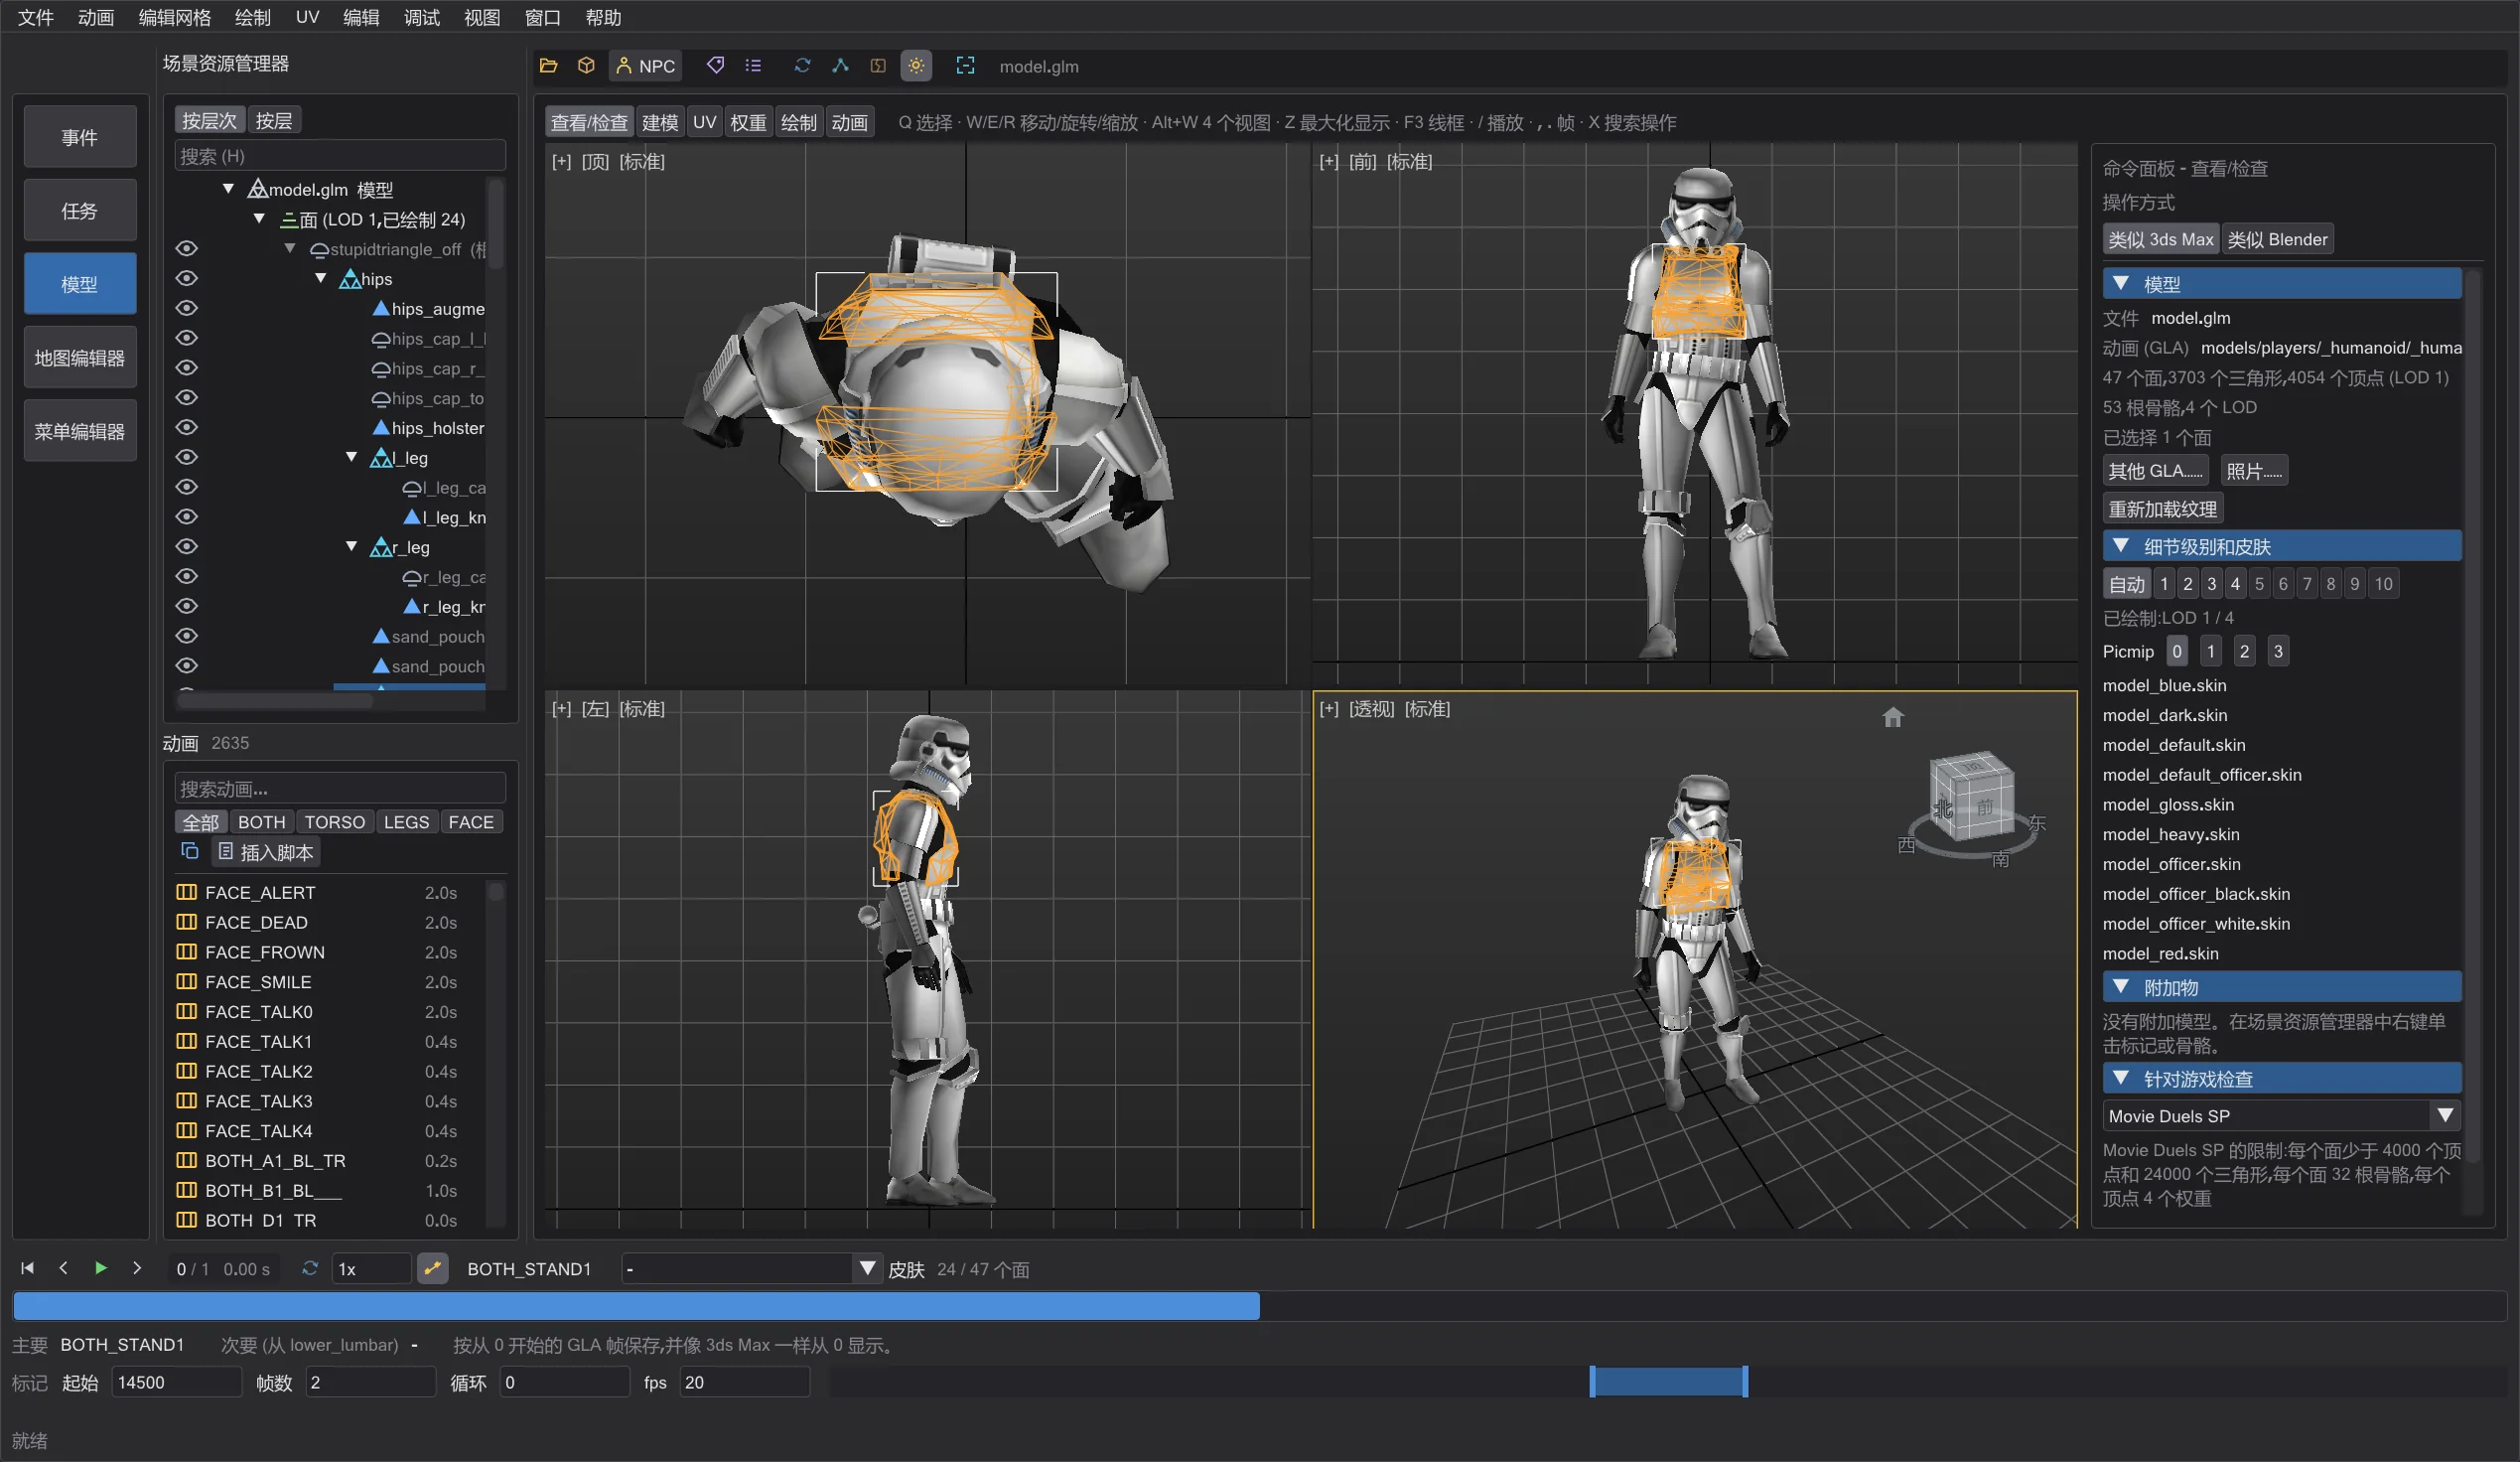 文件 动画 编辑网格 绘制 UV 编辑 调试 视图 窗口 帮助
场景资源管理器
NPC model.glm
事件
任务
模型
地图编辑器
菜单编辑器
按层次 按层
搜索 (H)
model.glm 模型
面 (LOD 1,已绘制 24)
stupidtriangle_off
hips
hips_augme
hips_cap_l_
hips_cap_r_
hips_cap_to
hips_holster
l_leg
l_leg_ca
l_leg_kn
r_leg
r_leg_ca
r_leg_kn
sand_pouch
sand_pouch
动画 2635
搜索动画...
全部 BOTH TORSO LEGS FACE
插入脚本
FACE_ALERT 2.0s
FACE_DEAD 2.0s
FACE_FROWN 2.0s
FACE_SMILE 2.0s
FACE_TALK0 2.0s
FACE_TALK1 0.4s
FACE_TALK2 0.4s
FACE_TALK3 0.4s
FACE_TALK4 0.4s
BOTH_A1_BL_TR 0.2s
BOTH_B1_BL___ 1.0s
BOTH_D1_TR 0.0s
查看/检查 建模 UV 权重 绘制 动画 Q 选择 · W/E/R 移动/旋转/缩放 · Alt+W 4 个视图 · Z 最大化显示 · F3 线框 · / 播放 · , . 帧 · X 搜索操作
[+] [顶] [标准]
[+] [前] [标准]
[+] [左] [标准]
[+] [透视] [标准]
顶
北 前
西 东
南
命令面板 - 查看/检查
操作方式
类似 3ds Max 类似 Blender
模型
文件 model.glm
动画 (GLA) models/players/_humanoid/_huma
47 个面,3703 个三角形,4054 个顶点 (LOD 1)
53 根骨骼,4 个 LOD
已选择 1 个面
其他 GLA...... 照片......
重新加载纹理
细节级别和皮肤
自动 1 2 3 4 5 6 7 8 9 10
已绘制:LOD 1 / 4
Picmip 0 1 2 3
model_blue.skin
model_dark.skin
model_default.skin
model_default_officer.skin
model_gloss.skin
model_heavy.skin
model_officer.skin
model_officer_black.skin
model_officer_white.skin
model_red.skin
附加物
没有附加模型。在场景资源管理器中右键单
击标记或骨骼。
针对游戏检查
Movie Duels SP
Movie Duels SP 的限制:每个面少于 4000 个顶
点和 24000 个三角形,每个面 32 根骨骼,每个
顶点 4 个权重
0 / 1 0.00 s 1x BOTH_STAND1 - 皮肤 24 / 47 个面
主要 BOTH_STAND1 次要 (从 lower_lumbar) - 按从 0 开始的 GLA 帧保存,并像 3ds Max 一样从 0 显示。
标记 起始 14500 帧数 2 循环 0 fps 20
就绪